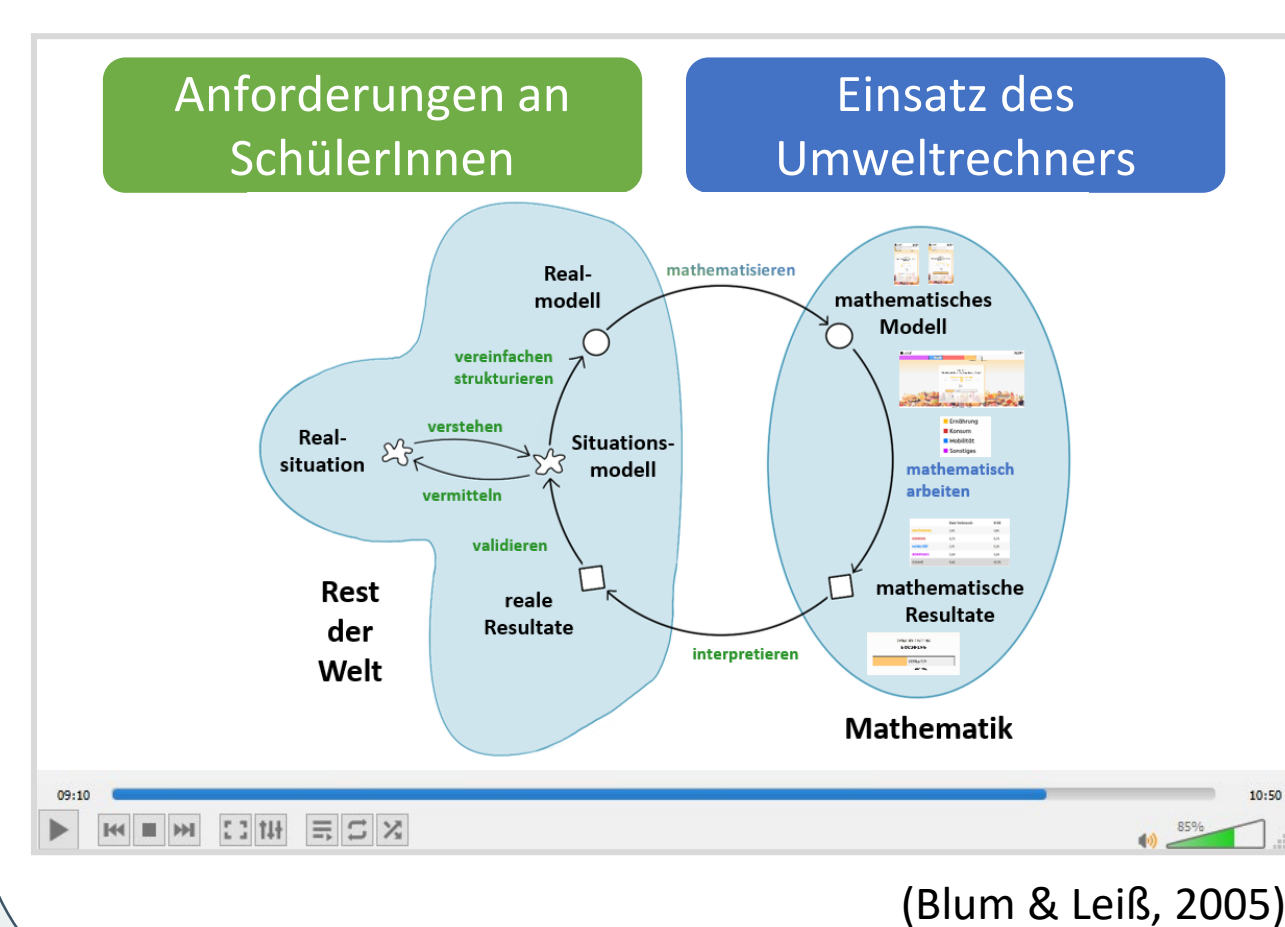 Anforderungen an
SchülerInnen
Einsatz des
Umweltrechners
Real-
modell
mathematisieren
mathematisches
Modell
vereinfachen
strukturieren
verstehen
Real-
situation
Situations-
modell
vermitteln
Ernährung
Konsum
Mobilität
Sonstiges
mathematisch
arbeiten
validieren
reale
Resultate
mathematische
Resultate
interpretieren
Rest
der
Welt
Mathematik
09:10
10:50
85%
(Blum & Leiß, 2005)